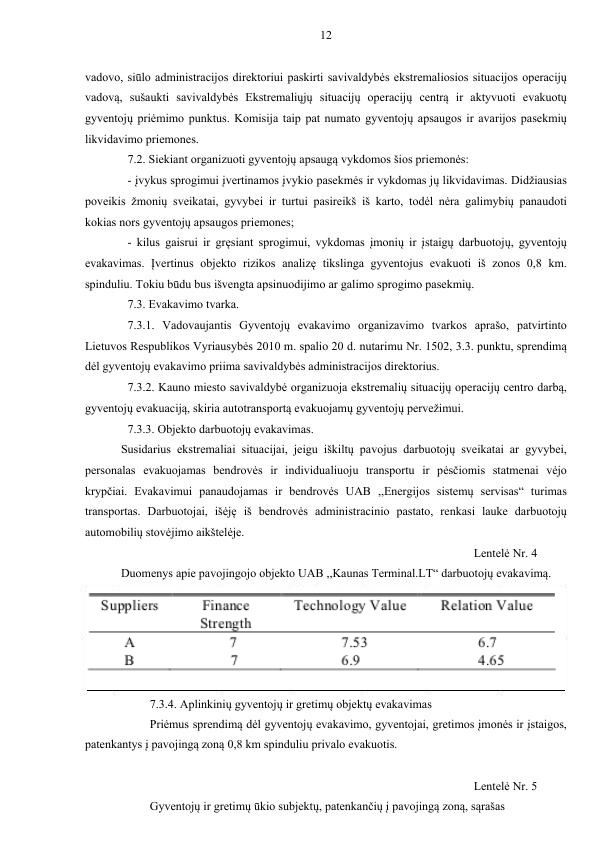 12
vadovo, siūlo administracijos direktoriui paskirti savivaldybės ekstremaliosios situacijos operacijų
vadovą, sušaukti savivaldybės Ekstremaliųjų situacijų operacijų centrą ir aktyvuoti evakuotų
gyventojų priėmimo punktus. Komisija taip pat numato gyventojų apsaugos ir avarijos pasekmių
likvidavimo priemones.
7.2. Siekiant organizuoti gyventojų apsaugą vykdomos šios priemonės:
- įvykus sprogimui įvertinamos įvykio pasekmės ir vykdomas jų likvidavimas. Didžiausias
poveikis žmonių sveikatai, gyvybei ir turtui pasireikš iš karto, todėl nėra galimybių panaudoti
kokias nors gyventojų apsaugos priemones;
- kilus gaisrui ir gręsiant sprogimui, vykdomas įmonių ir įstaigų darbuotojų, gyventojų
evakavimas. Įvertinus objekto rizikos analizę tikslinga gyventojus evakuoti iš zonos 0,8 km.
spinduliu. Tokiu būdu bus išvengta apsinuodijimo ar galimo sprogimo pasekmių.
7.3. Evakavimo tvarka.
7.3.1. Vadovaujantis Gyventojų evakavimo organizavimo tvarkos aprašo, patvirtinto
Lietuvos Respublikos Vyriausybės 2010 m. spalio 20 d. nutarimu Nr. 1502, 3.3. punktu, sprendimą
dėl gyventojų evakavimo priima savivaldybės administracijos direktorius.
7.3.2. Kauno miesto savivaldybė organizuoja ekstremalių situacijų operacijų centro darbą,
gyventojų evakuaciją, skiria autotransportą evakuojamų gyventojų pervežimui.
7.3.3. Objekto darbuotojų evakavimas.
Susidarius ekstremaliai situacijai, jeigu iškiltų pavojus darbuotojų sveikatai ar gyvybei,
personalas evakuojamas bendrovės ir individualiuoju transportu ir pėsčiomis statmenai vėjo
krypčiai. Evakavimui panaudojamas ir bendrovės UAB ,,Energijos sistemų servisas“ turimas
transportas. Darbuotojai, išėję iš bendrovės administracinio pastato, renkasi lauke darbuotojų
automobilių stovėjimo aikštelėje.
Lentelė Nr. 4
Duomenys apie pavojingojo objekto UAB ,,Kaunas Terminal.LT“ darbuotojų evakavimą.
Suppliers Finance Technology Value Relation Value
Strength
A 7 7.53 6.7
B 7 6.9 4.65
7.3.4. Aplinkinių gyventojų ir gretimų objektų evakavimas
Priėmus sprendimą dėl gyventojų evakavimo, gyventojai, gretimos įmonės ir įstaigos,
patenkantys į pavojingą zoną 0,8 km spinduliu privalo evakuotis.
Lentelė Nr. 5
Gyventojų ir gretimų ūkio subjektų, patenkančių į pavojingą zoną, sąrašas